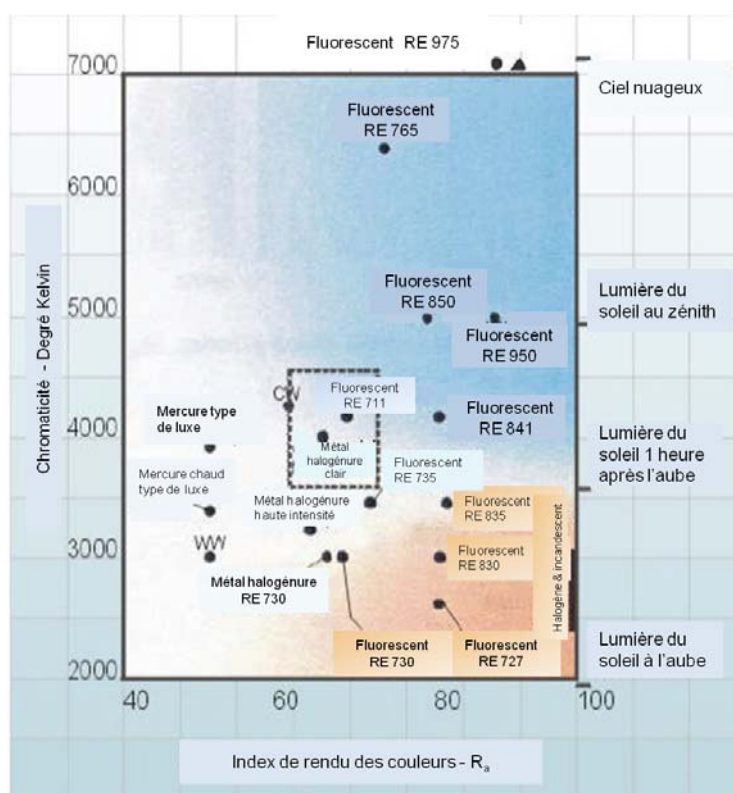 Fluorescent RE 975
7000
Ciel nuageux
Fluorescent
RE 765
6000
Fluorescent
RE 850
Lumière du
soleil au zénith
5000
Fluorescent
RE 950
Chromaticité - Degré Kelvin
CW
Fluorescent
RE 711
Fluorescent
RE 841
Mercure type
de luxe
4000
Métal
halogénure
clair
Fluorescent
RE 735
Lumière du
soleil 1 heure
après l'aube
Mercure chaud
type de luxe
Métal halogénure
haute intensité
Fluorescent
RE 835
WW
3000
Fluorescent
RE 830
Halogène & incandescent
Métal halogénure
RE 730
Fluorescent
RE 730
Fluorescent
RE 727
Lumière du
soleil à l'aube
2000
40 60 80 100
Index de rendu des couleurs - Ra